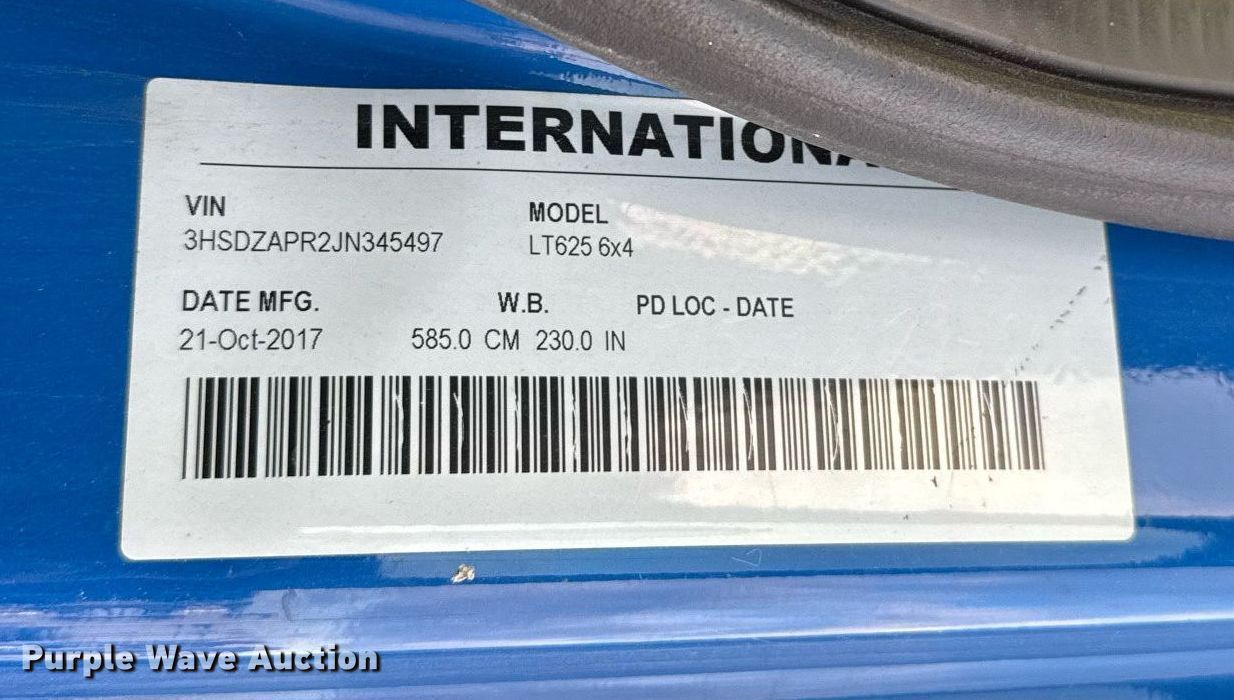 INTERNATIONA
VIN
3HSDZAPR2JN345497
MODEL
LT625 6x4
DATE MFG.
21-Oct-2017
W.B.
585.0 CM 230.0 IN
PD LOC - DATE
Purple Wave Auction